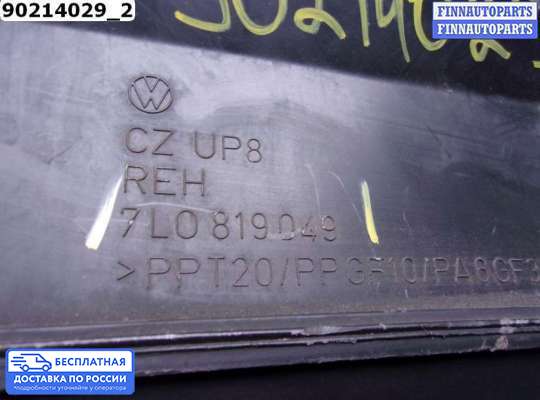 90214029_2
FINNAUTOPARTS
FINNAUTOPARTS
FINNAUTOPARTS
CZ UP8
REH
7L0 819 049
>PPT20/PPGF10/PA6GF3
БЕСПЛАТНАЯ
ДОСТАВКА ПО РОССИИ
*подробности уточняйте у оператора